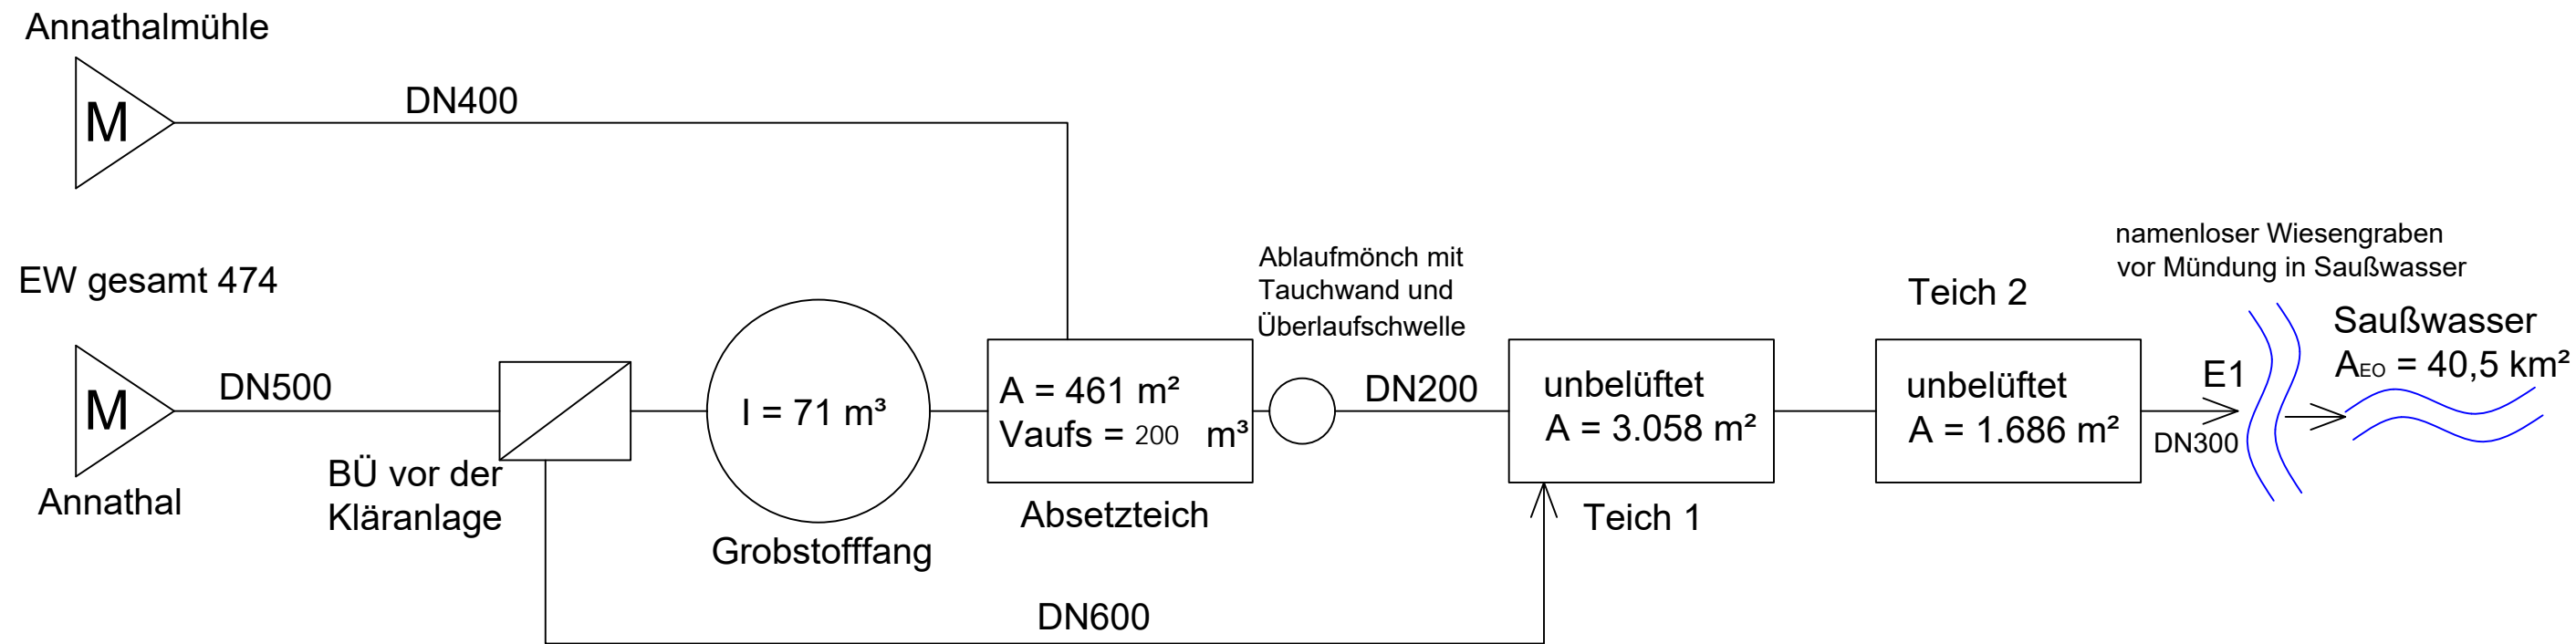 Annathalmühle
M
DN400
EW gesamt 474
M
Annathal
DN500
BÜ vor der
Kläranlage
I = 71 m³
Grobstofffang
A = 461 m²
Vaufs = 200 m³
Absetzteich
Ablaufmönch mit
Tauchwand und
Überlaufschwelle
DN200
DN600
unbelüftet
A = 3.058 m²
Teich 1
Teich 2
unbelüftet
A = 1.686 m²
E1
DN300
namenloser Wiesengraben
vor Mündung in Saußwasser
Saußwasser
AEO = 40,5 km²